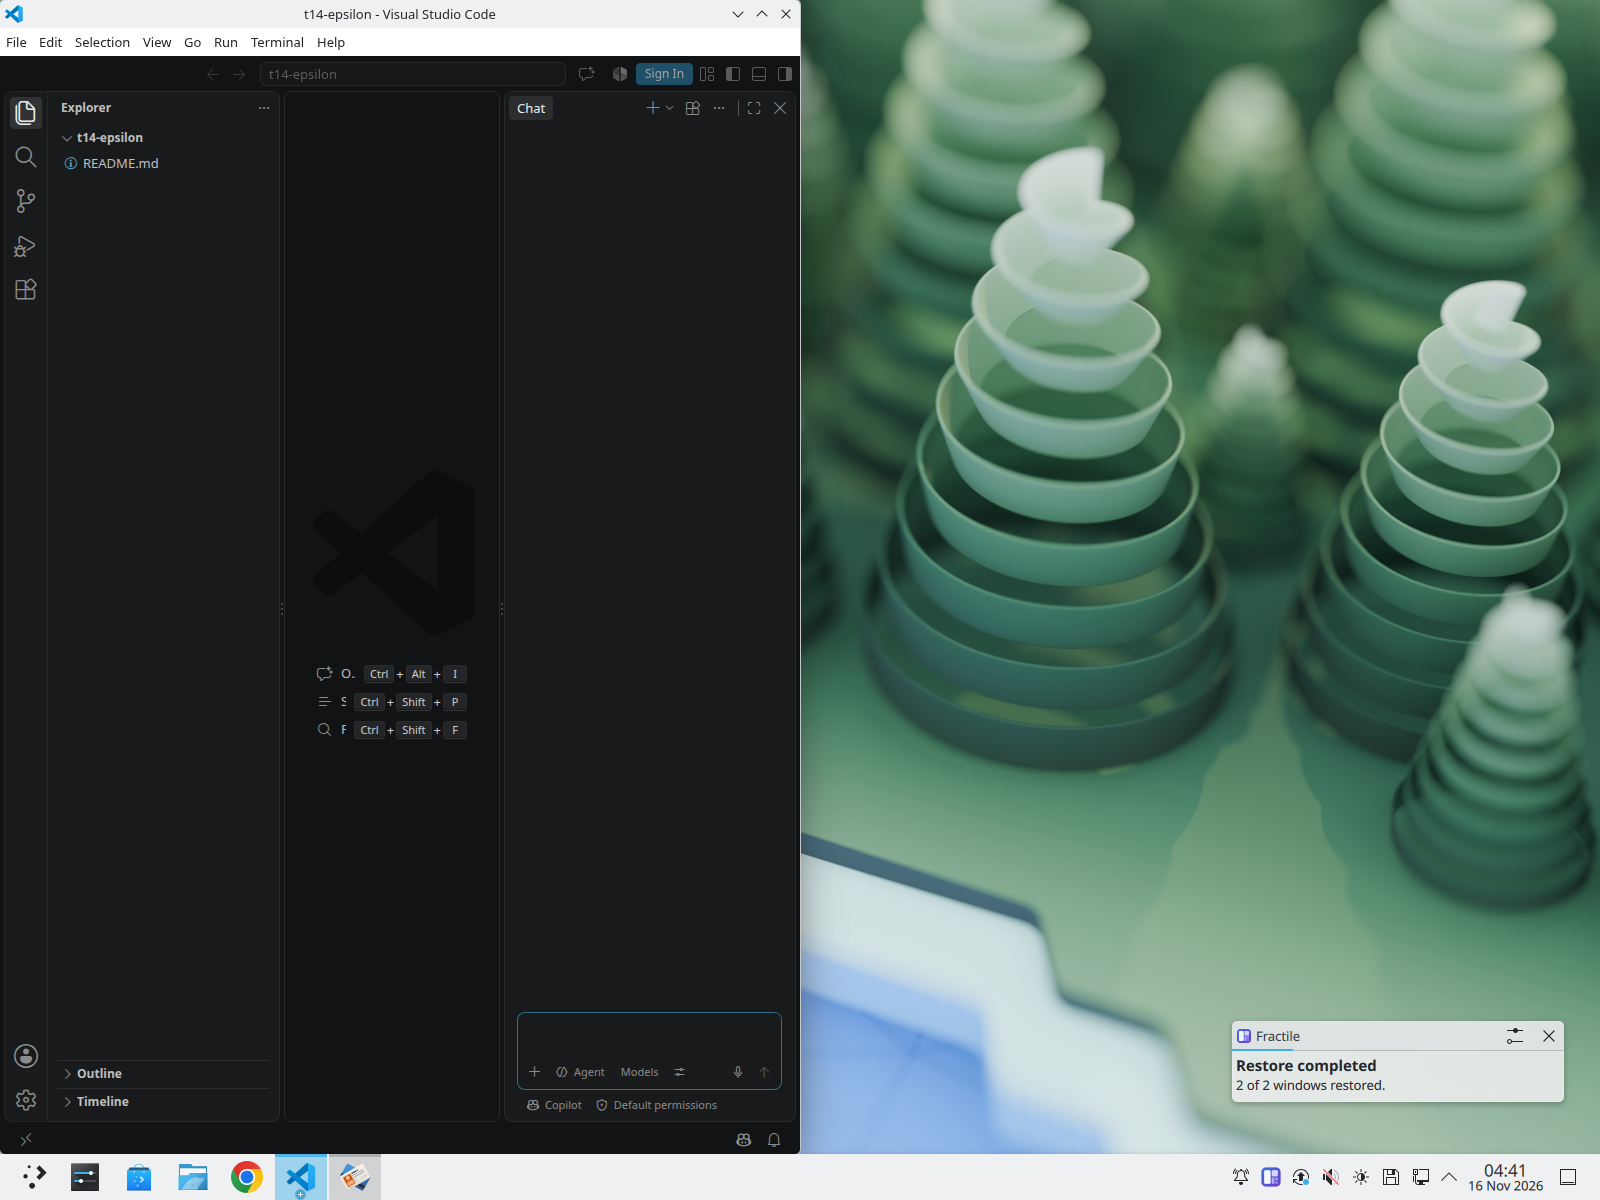 t14-epsilon - Visual Studio Code
File Edit Selection View Go Run Terminal Help
t14-epsilon
Sign In
Explorer
t14-epsilon
README.md
Chat
O.. Ctrl + Alt + I
S Ctrl + Shift + P
F Ctrl + Shift + F
Agent Models
Copilot Default permissions
Outline
Timeline
Fractile
Restore completed
2 of 2 windows restored.
04:41
16 Nov 2026